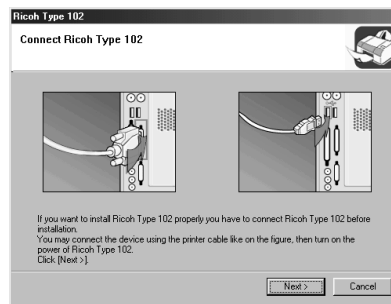 Ricoh Type 102
Connect Ricoh Type 102
If you want to install Ricoh Type 102 properly you have to connect Ricoh Type 102 before
installation.
You may connect the device using the printer cable like on the figure, then turn on the
power of Ricoh Type 102.
Click [Next >].
Next >
Cancel